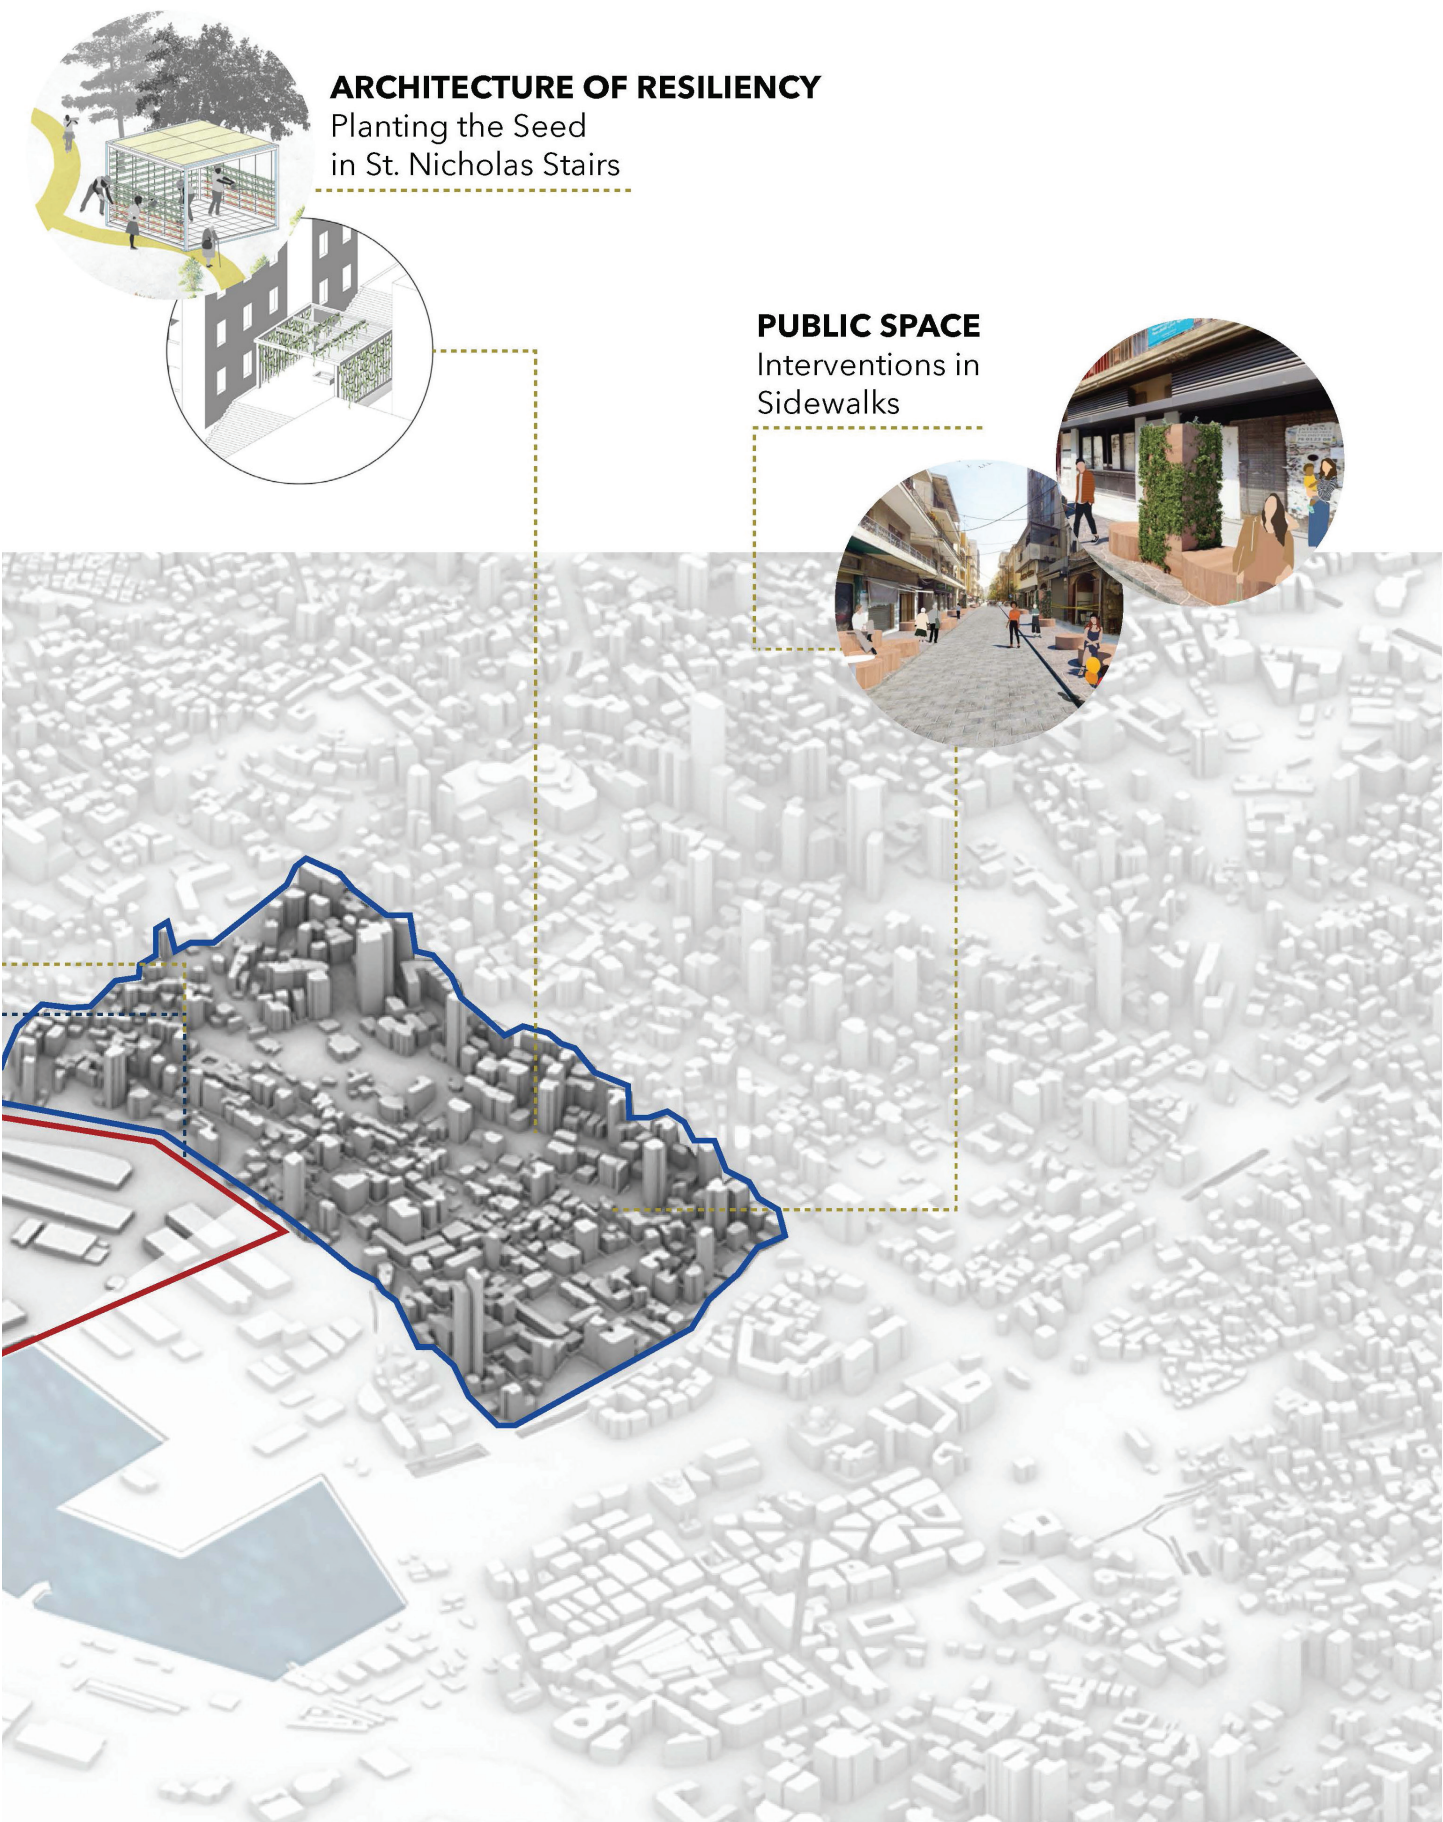 ARCHITECTURE OF RESILIENCY
Planting the Seed
in St. Nicholas Stairs
PUBLIC SPACE
Interventions in
Sidewalks